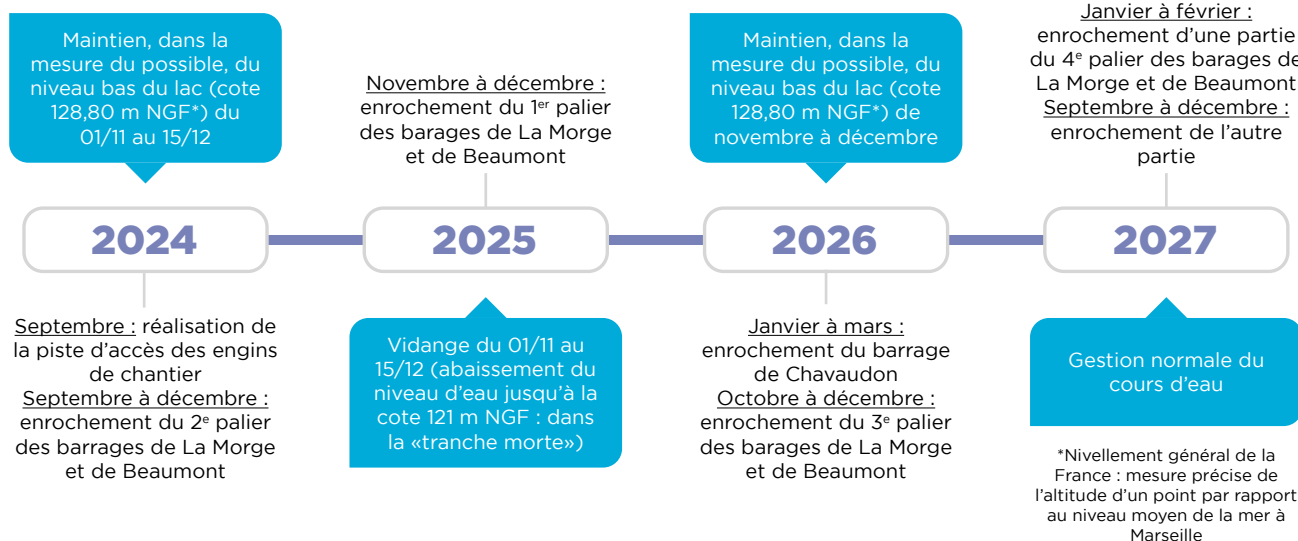 Maintien, dans la
mesure du possible, du
niveau bas du lac (cote
128,80 m NGF*) du
01/11 au 15/12
2024
Septembre : réalisation de
la piste d'accès des engins
de chantier
Septembre à décembre :
enrochement du 2e palier
des barrages de La Morge
et de Beaumont
Novembre à décembre :
enrochement du 1er palier
des barages de La Morge
et de Beaumont
2025
Vidange du 01/11 au
15/12 (abaissement du
niveau d'eau jusqu'à la
cote 121 m NGF : dans
la «tranche morte»)
Maintien, dans la
mesure du possible, du
niveau bas du lac (cote
128,80 m NGF*) de
novembre à décembre
2026
Janvier à mars :
enrochement du barrage
de Chavaudon
Octobre à décembre :
enrochement du 3e palier
des barages de La Morge
et de Beaumont
Janvier à février :
enrochement d'une partie
du 4e palier des barages de
La Morge et de Beaumont
Septembre à décembre :
enrochement de l'autre
partie
2027
Gestion normale du
cours d'eau
*Nivellement général de la
France : mesure précise de
l'altitude d'un point par rapport
au niveau moyen de la mer à
Marseille